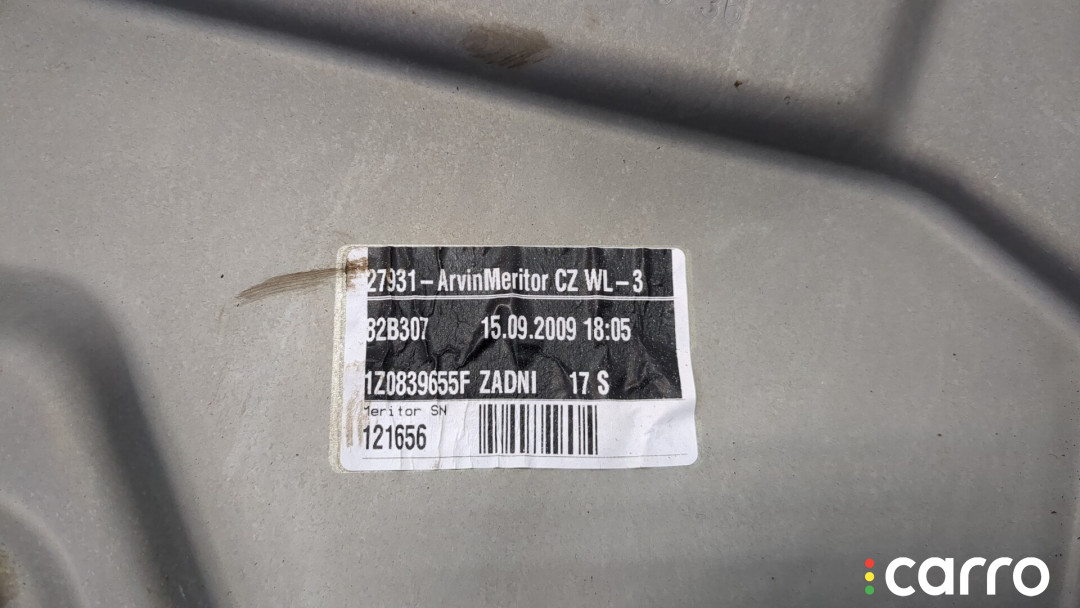 27931-ArvinMeritor CZ WL-3
82B307 15.09.2009 18:05
1Z0839655F ZADNI 17 S
Meritor SN
121656
carro